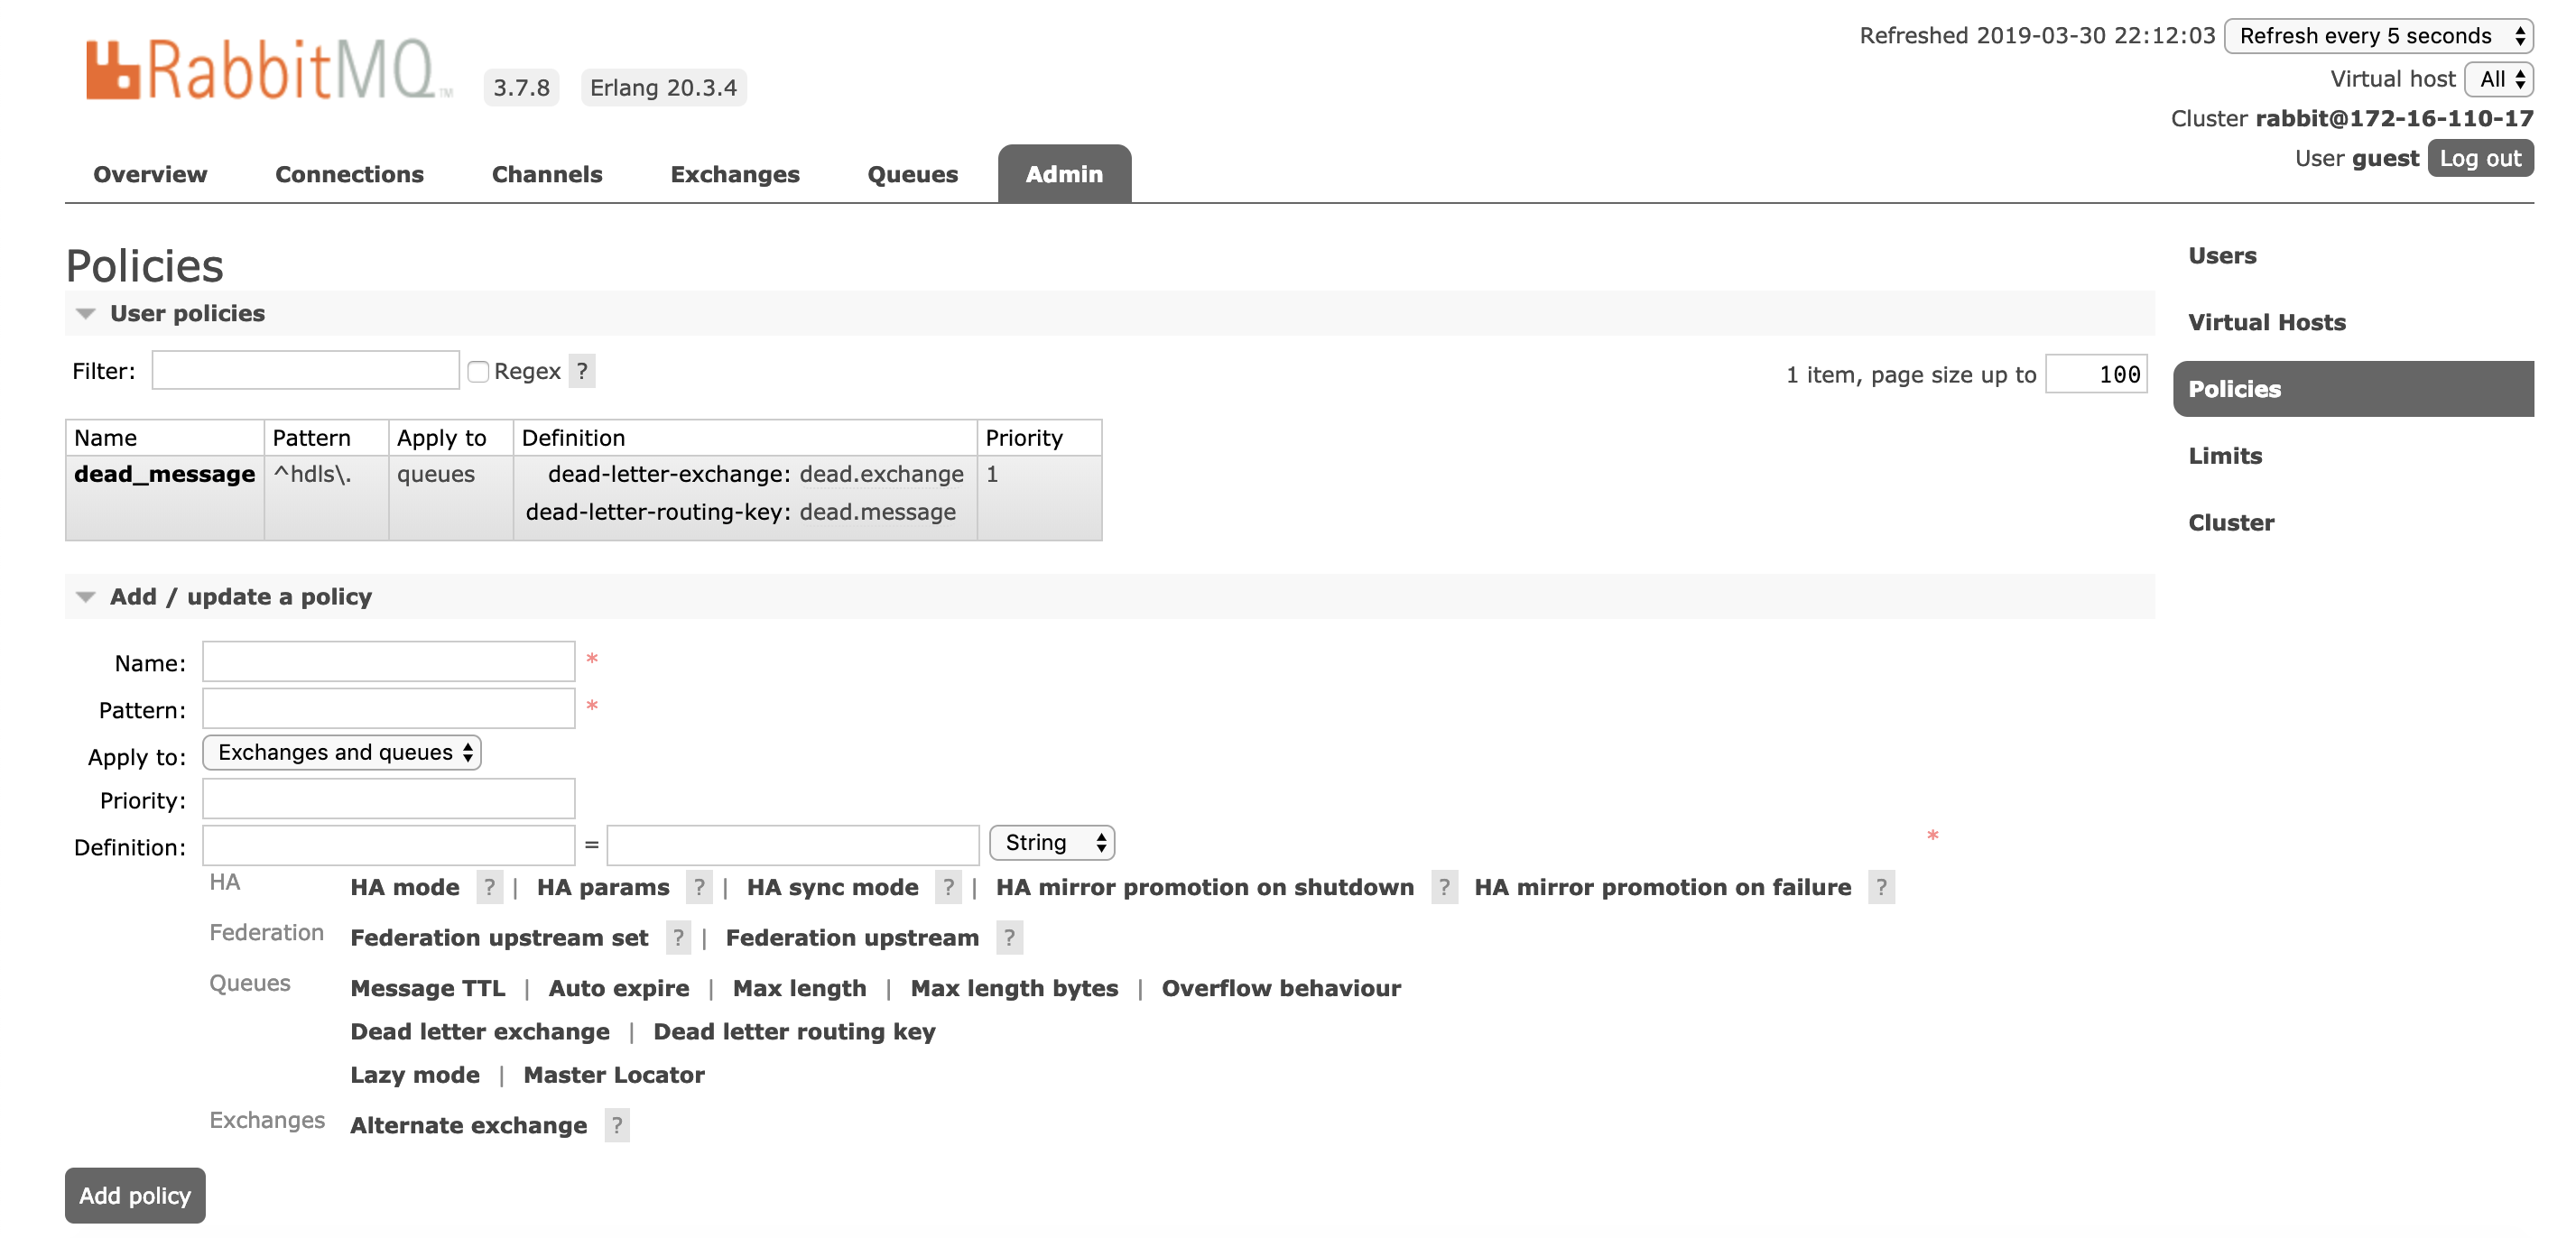 RabbitMQ™ 3.7.8 Erlang 20.3.4
Refreshed 2019-03-30 22:12:03 Refresh every 5 seconds
Virtual host All
Cluster rabbit@172-16-110-17
User guest Log out
Overview Connections Channels Exchanges Queues Admin
Policies
User policies
Filter: Regex ? 1 item, page size up to 100
Name Pattern Apply to Definition Priority
dead_message ^hdls\. queues dead-letter-exchange: dead.exchange 1
dead-letter-routing-key: dead.message
Add / update a policy
Name: *
Pattern: *
Apply to: Exchanges and queues
Priority:
Definition: = String *
HA HA mode ? | HA params ? | HA sync mode ? | HA mirror promotion on shutdown ? HA mirror promotion on failure ?
Federation Federation upstream set ? | Federation upstream ?
Queues Message TTL | Auto expire | Max length | Max length bytes | Overflow behaviour
Dead letter exchange | Dead letter routing key
Lazy mode | Master Locator
Exchanges Alternate exchange ?
Add policy
Users
Virtual Hosts
Policies
Limits
Cluster